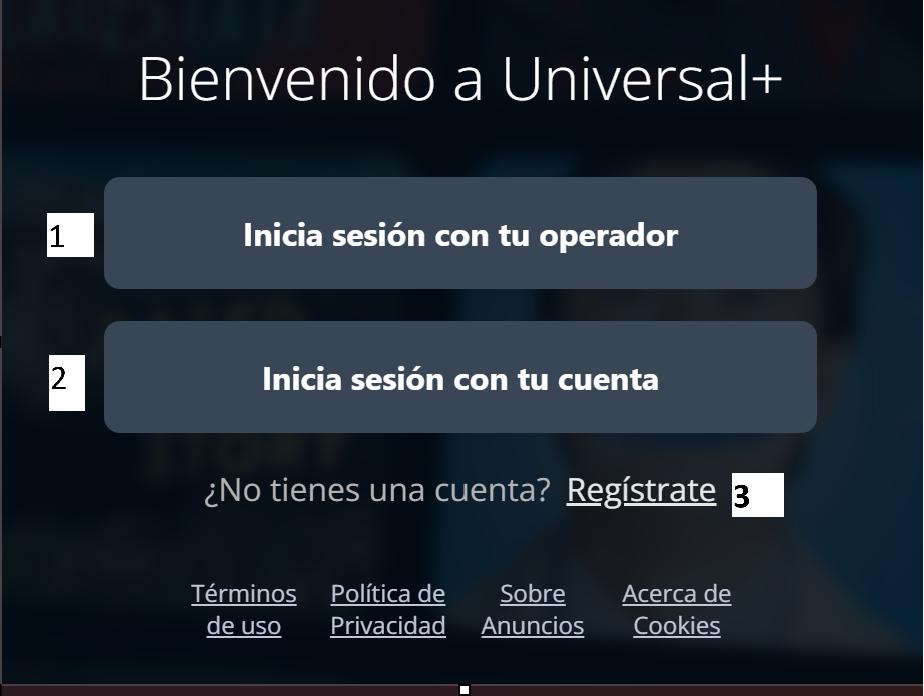 Bienvenido a Universal+
1
Inicia sesión con tu operador
2
Inicia sesión con tu cuenta
¿No tienes una cuenta? Regístrate 3
Términos de uso
Política de Privacidad
Sobre Anuncios
Acerca de Cookies